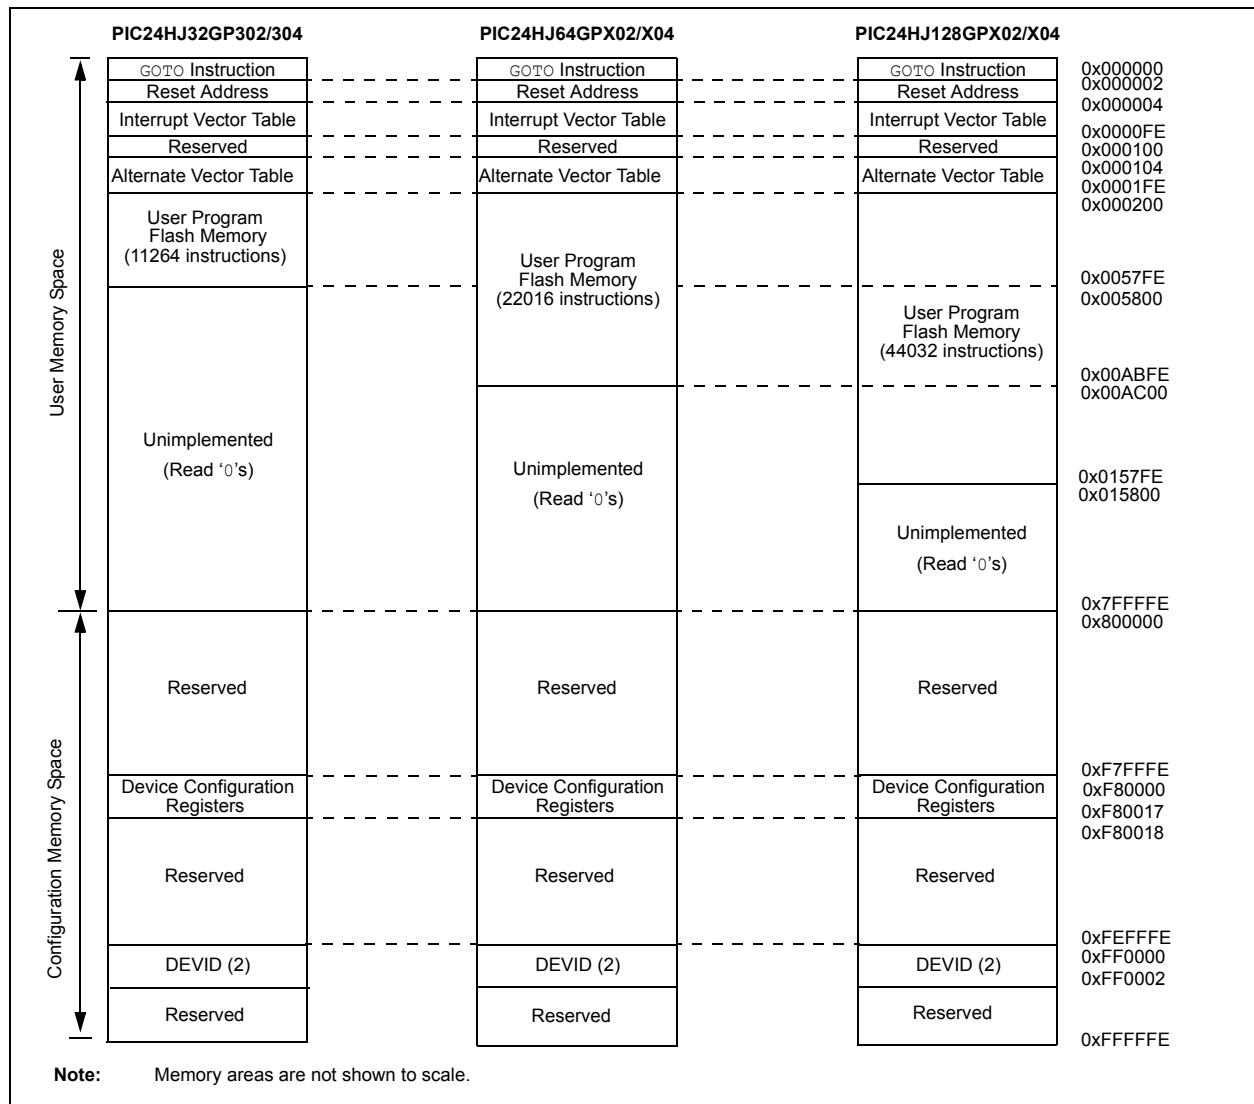 PIC24HJ32GP302/304
PIC24HJ64GPX02/X04
PIC24HJ128GPX02/X04
GOTO Instruction
GOTO Instruction
GOTO Instruction
0x000000
Reset Address
Reset Address
Reset Address
0x000002
0x000004
Interrupt Vector Table
Interrupt Vector Table
Interrupt Vector Table
0x0000FE
Reserved
Reserved
Reserved
0x000100
0x000104
Alternate Vector Table
Alternate Vector Table
Alternate Vector Table
0x0001FE
0x000200
User Memory Space
User Program
Flash Memory
(11264 instructions)
User Program
Flash Memory
(22016 instructions)
User Program
Flash Memory
(44032 instructions)
0x0057FE
0x005800
0x00ABFE
0x00AC00
Unimplemented
(Read ‘0’s)
Unimplemented
(Read ‘0’s)
0x0157FE
0x015800
Unimplemented
(Read ‘0’s)
0x7FFFFE
0x800000
Configuration Memory Space
Reserved
Reserved
Reserved
0xF7FFFE
Device Configuration
Registers
Device Configuration
Registers
Device Configuration
Registers
0xF80000
0xF80017
0xF80018
Reserved
Reserved
Reserved
0xFEFFFE
0xFF0000
DEVID (2)
DEVID (2)
DEVID (2)
0xFF0002
Reserved
Reserved
Reserved
0xFFFFFE
Note: Memory areas are not shown to scale.